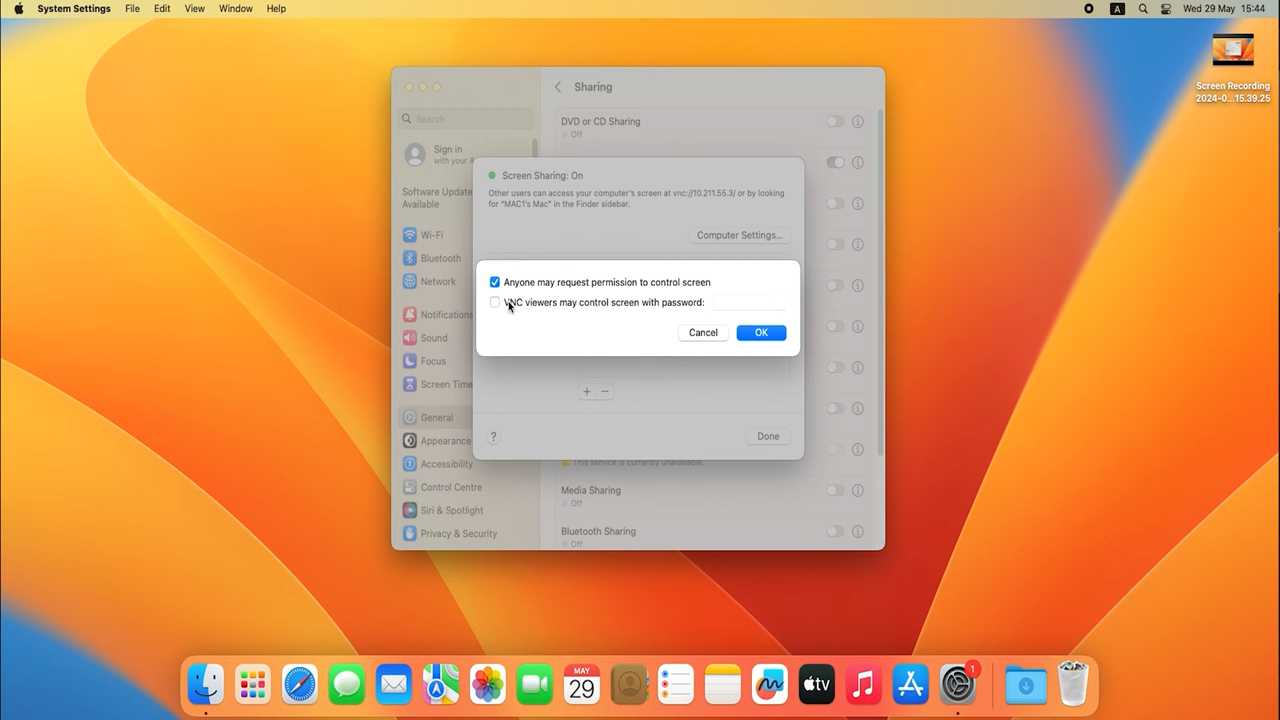 System Settings File Edit View Window Help
A Wed 29 May 15:44
Screen Recording
2024-0...15.39.25
Sharing
Search
DVD or CD Sharing
Off
Sign in
with your A
Software Update
Available
Screen Sharing: On
Other users can access your computer's screen at vnc://10.211.55.3/ or by looking
for "MAC1's Mac" in the Finder sidebar.
Computer Settings...
Wi-Fi
Bluetooth
Network
Notifications
Sound
Focus
Screen Time
General
Appearance
Accessibility
Control Centre
Siri & Spotlight
Privacy & Security
Anyone may request permission to control screen
VNC viewers may control screen with password:
Cancel OK
+ −
? Done
This service is currently unavailable.
Media Sharing
Off
Bluetooth Sharing
Off
MAY
29
tv
1